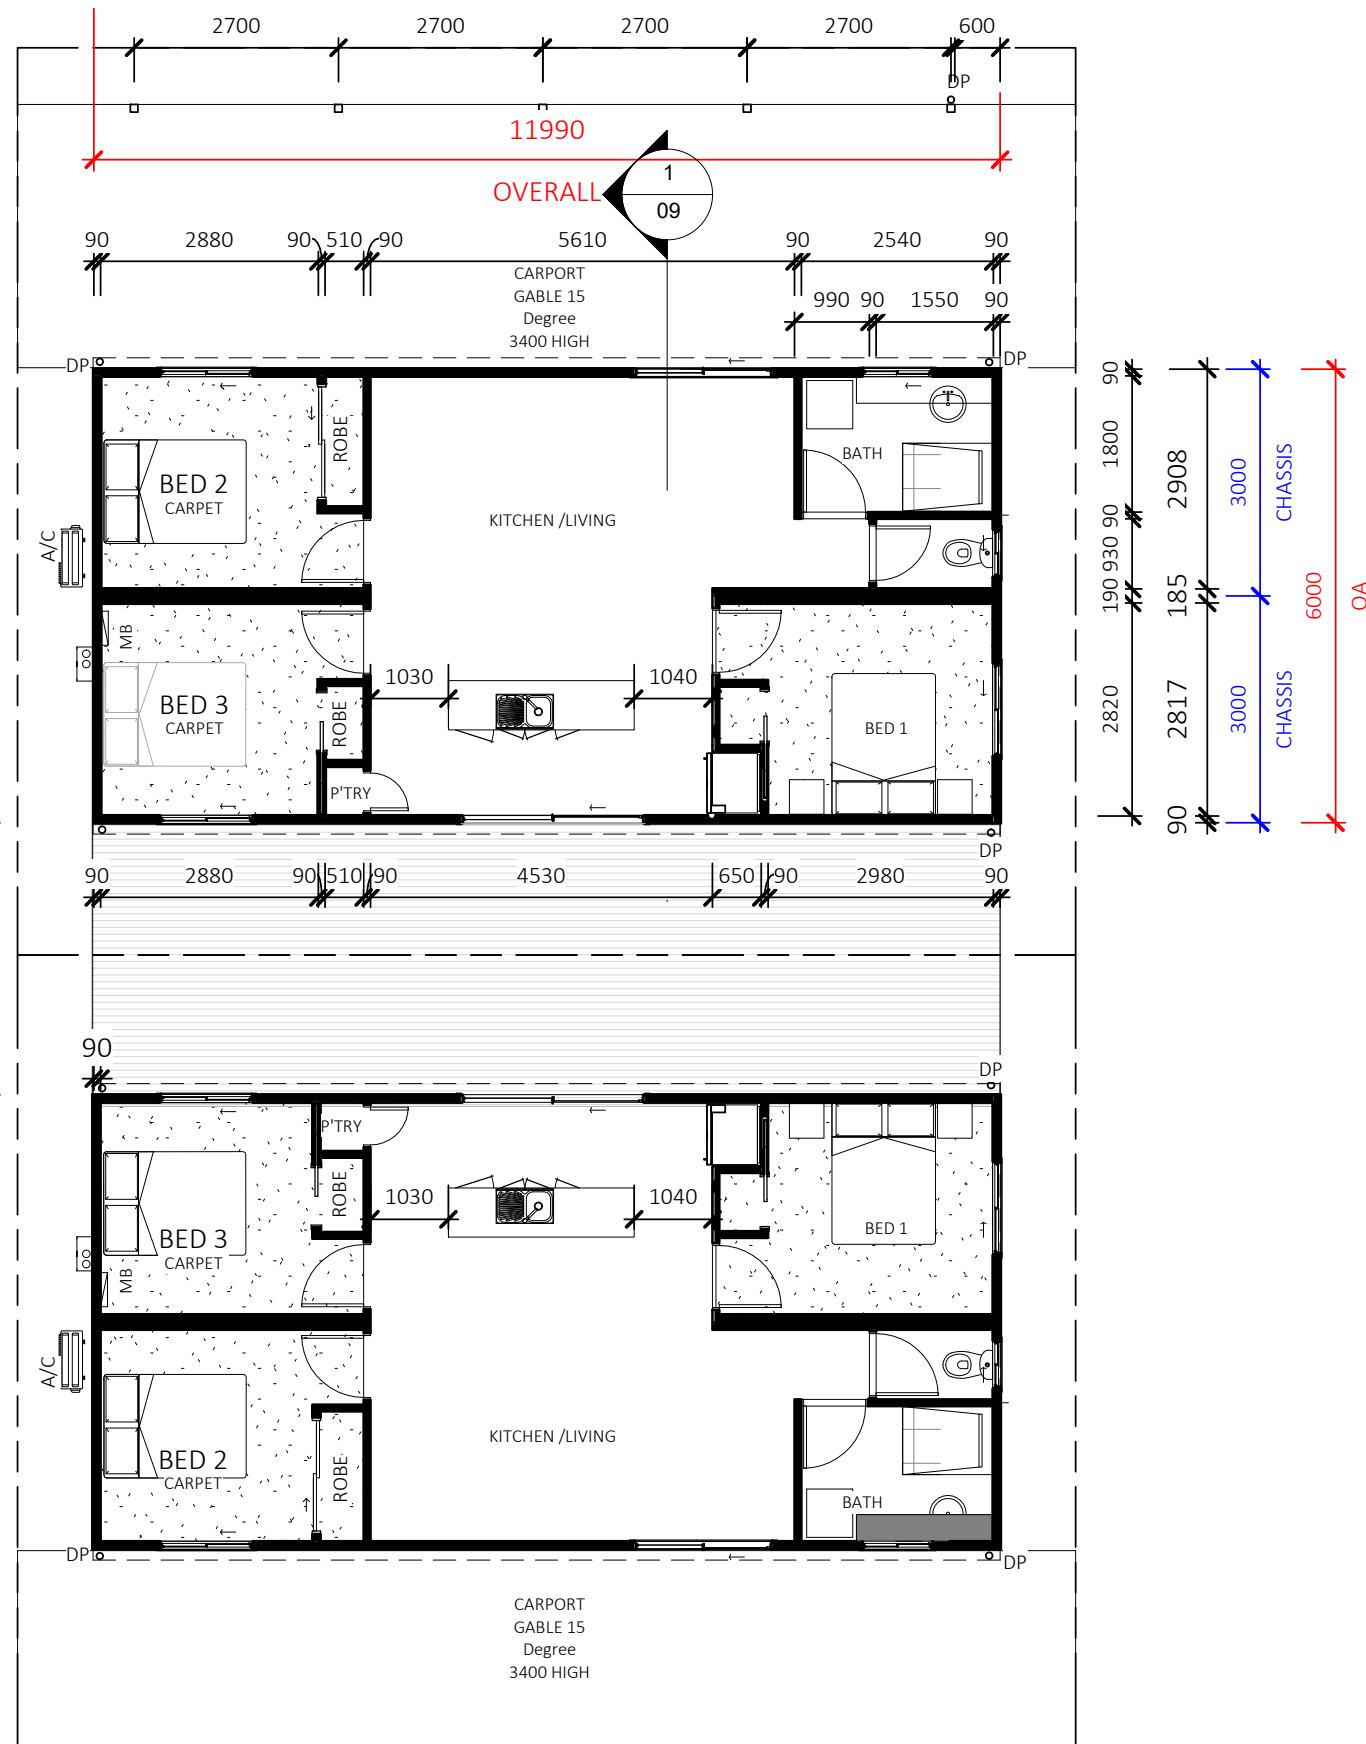 2700 2700 2700 2700 600
DP
11990
OVERALL
1
09
90 2880 90 510 90 5610 90 2540 90
CARPORT
GABLE 15
Degree
3400 HIGH
990 90 1550 90
DP DP
ROBE
BATH
BED 2
CARPET
KITCHEN /LIVING
A/C
MB
BED 3
CARPET
ROBE
P'TRY
1030 1040
BED 1
DP
90 1800 90 930 190 2820
2908 185 2817 90
3000 CHASSIS
3000 CHASSIS
6000 OA
90 2880 90 510 90 4530 650 90 2980 90
90
DP
P'TRY
ROBE
1030 1040
BED 3
CARPET
BED 1
MB
A/C
KITCHEN /LIVING
BED 2
CARPET
ROBE
BATH
DP DP
CARPORT
GABLE 15
Degree
3400 HIGH